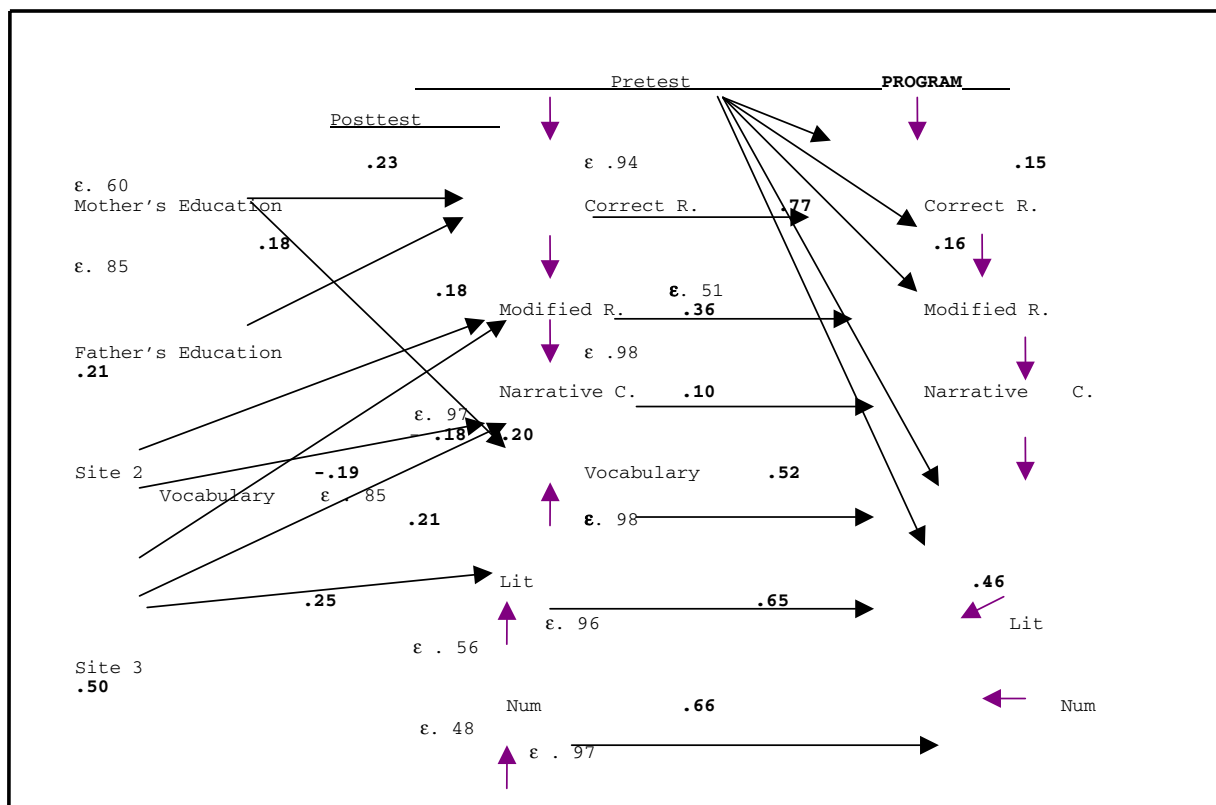 Pretest PROGRAM
Posttest
.23 ε .94 .15
ε. 60
Mother's Education Correct R. .77 Correct R.
.18 .16
ε. 85
.18 ε. 51
Modified R. .36 Modified R.
Father's Education ε .98
.21
Narrative C. .10 Narrative C.
ε. 97
- .18 .20
Site 2 -.19 Vocabulary .52
Vocabulary ε . 85
.21 ε. 98
Lit .46
.25 .65
ε. 96 Lit
ε . 56
Site 3
.50
Num .66 Num
ε. 48
ε . 97